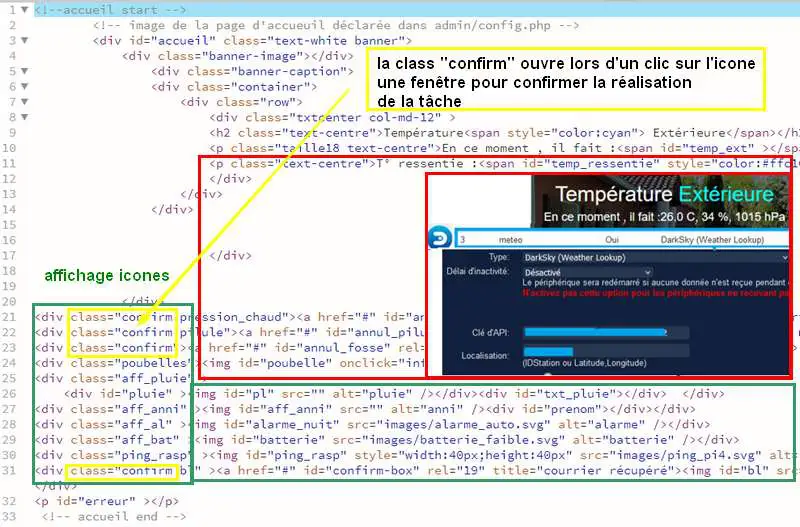 1 <!--accueil start -->
2 <!-- image de la page d'accueuil déclarée dans admin/config.php -->
3 <div id="accueil" class="text-white banner">
4 <div class="banner-image"></div>
5 <div class="banner-caption">
6 <div class="container">
7 <div class="row">
8 <div class="txtcenter col-md-12" >
9 <h2 class="text-centre">Température<span style="color:cyan"> Extérieure</span></h
10 <p class="taille18 text-centre">En ce moment , il fait :<span id="temp_ext" ></sp
11 <p class="text-centre">T° ressentie :<span id="temp_ressentie" style="color:#ffc1
12 </div>
13 </div>
14 </div>
15
16
17 </div>
18
19
20 </div>
la class "confirm" ouvre lors d'un clic sur l'icone
une fenêtre pour confirmer la réalisation
de la tâche
affichage icones
Température Extérieure
En ce moment , il fait :26.0 C, 34 %, 1015 hPa
3 meteo Oui DarkSky (Weather Lookup)
Type: DarkSky (Weather Lookup)
Délai d'inactivité: Désactivé
Le périphérique sera redémarré si aucune donnée n'est reçue pendant
N'activez pas cette option pour les périphériques ne recevant pa
Clé d'API:
Localisation:
(IDStation ou Latitude,Longitude)
21 <div class="confirm pression_chaud"><a href="#" id="an
22 <div class="confirm pilule"><a href="#" id="annul_pilu
23 <div class="confirm"><a href="#" id="annul_fosse" rel=
24 <div class="poubelles"><img id="poubelle" onclick="inf
25 <div class="aff_pluie"
26 <div id="pluie" ><img id="pl" src="" alt="pluie" /></div><div id="txt_pluie"></div> </div>
27 <div class="aff_anni" ><img id="aff_anni" src="" alt="anni" /><div id="prenom"></div></div>
28 <div class="aff_al" ><img id="alarme_nuit" src="images/alarme_auto.svg" alt="alarme" /></div>
29 <div class="aff_bat" ><img id="batterie" src="images/batterie_faible.svg" alt="batterie" /></div>
30 <div class="ping_rasp" ><img id="ping_rasp" style="width:40px;height:40px" src="images/ping_pi4.svg" alt
31 <div class="confirm bl" ><a href="#" id="confirm-box" rel="19" title="courrier récupéré"><img id="bl" src=
</div>
32 <p id="erreur" ></p>
33 <!-- accueil end -->